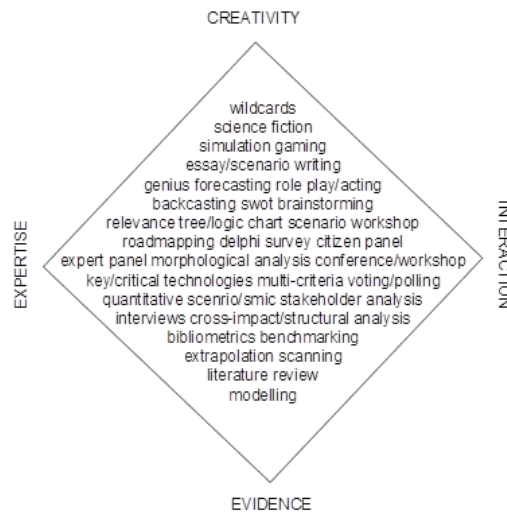 CREATIVITY
wildcards
science fiction
simulation gaming
essay/scenario writing
genius forecasting role play/acting
backcasting swot brainstorming
relevance tree/logic chart scenario workshop
roadmapping delphi survey citizen panel
expert panel morphological analysis conference/workshop
key/critical technologies multi-criteria voting/polling
quantitative scenrio/smic stakeholder analysis
interviews cross-impact/structural analysis
bibliometrics benchmarking
extrapolation scanning
literature review
modelling
EXPERTISE
INTERACTION
EVIDENCE